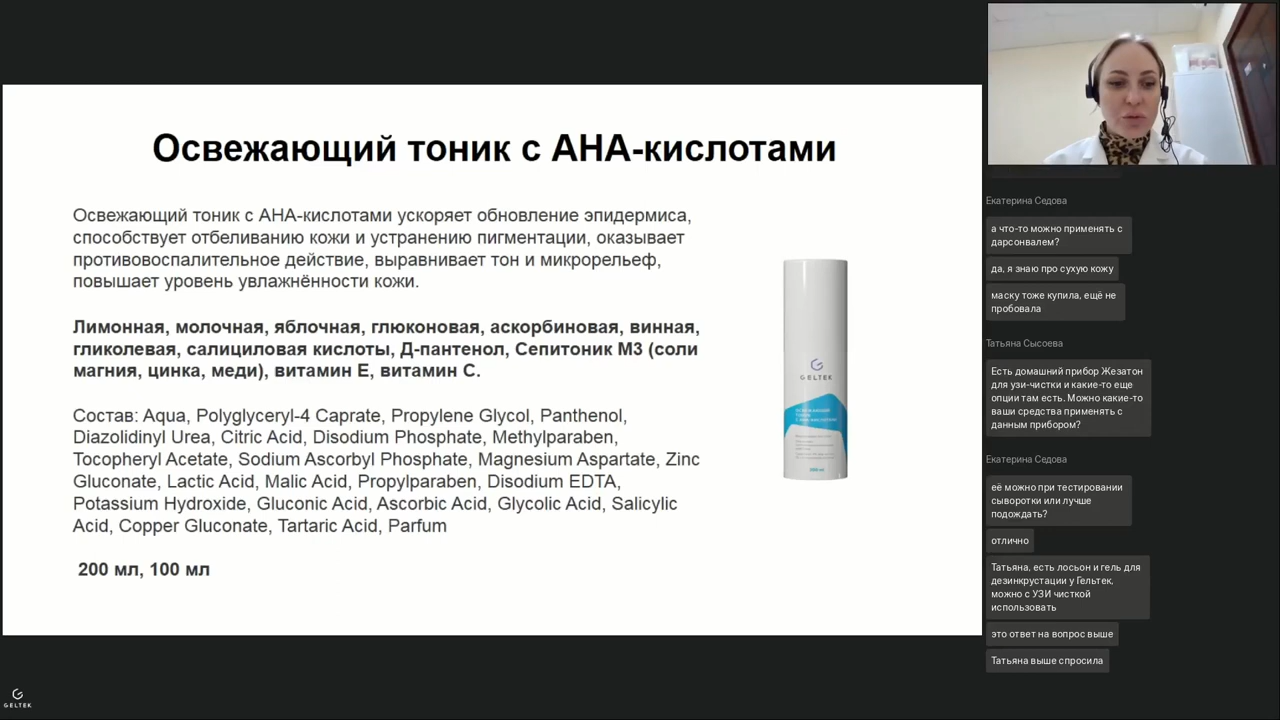 Освежающий тоник с АНА-кислотами
Освежающий тоник с АНА-кислотами ускоряет обновление эпидермиса,
способствует отбеливанию кожи и устранению пигментации, оказывает
противовоспалительное действие, выравнивает тон и микрорельеф,
повышает уровень увлажнённости кожи.
Лимонная, молочная, яблочная, глюконовая, аскорбиновая, винная,
гликолевая, салициловая кислоты, Д-пантенол, Сепитоник М3 (соли
магния, цинка, меди), витамин Е, витамин С.
Состав: Aqua, Polyglyceryl-4 Caprate, Propylene Glycol, Panthenol,
Diazolidinyl Urea, Citric Acid, Disodium Phosphate, Methylparaben,
Tocopheryl Acetate, Sodium Ascorbyl Phosphate, Magnesium Aspartate, Zinc
Gluconate, Lactic Acid, Malic Acid, Propylparaben, Disodium EDTA,
Potassium Hydroxide, Gluconic Acid, Ascorbic Acid, Glycolic Acid, Salicylic
Acid, Copper Gluconate, Tartaric Acid, Parfum
200 мл, 100 мл
GELTEK
ОСВЕЖАЮЩИЙ
ТОНИК
С АНА-КИСЛОТАМИ
200 мл
Екатерина Седова
а что-то можно применять с
дарсонвалем?
да, я знаю про сухую кожу
маску тоже купила, ещё не
пробовала
Татьяна Сысоева
Есть домашний прибор Жезатон
для узи-чистки и какие-то еще
опции там есть. Можно какие-то
ваши средства применять с
данным прибором?
Екатерина Седова
её можно при тестировании
сыворотки или лучше
подождать?
отлично
Татьяна, есть лосьон и гель для
дезинкрустации у Гельтек,
можно с УЗИ чисткой
использовать
это ответ на вопрос выше
Татьяна выше спросила
GELTEK